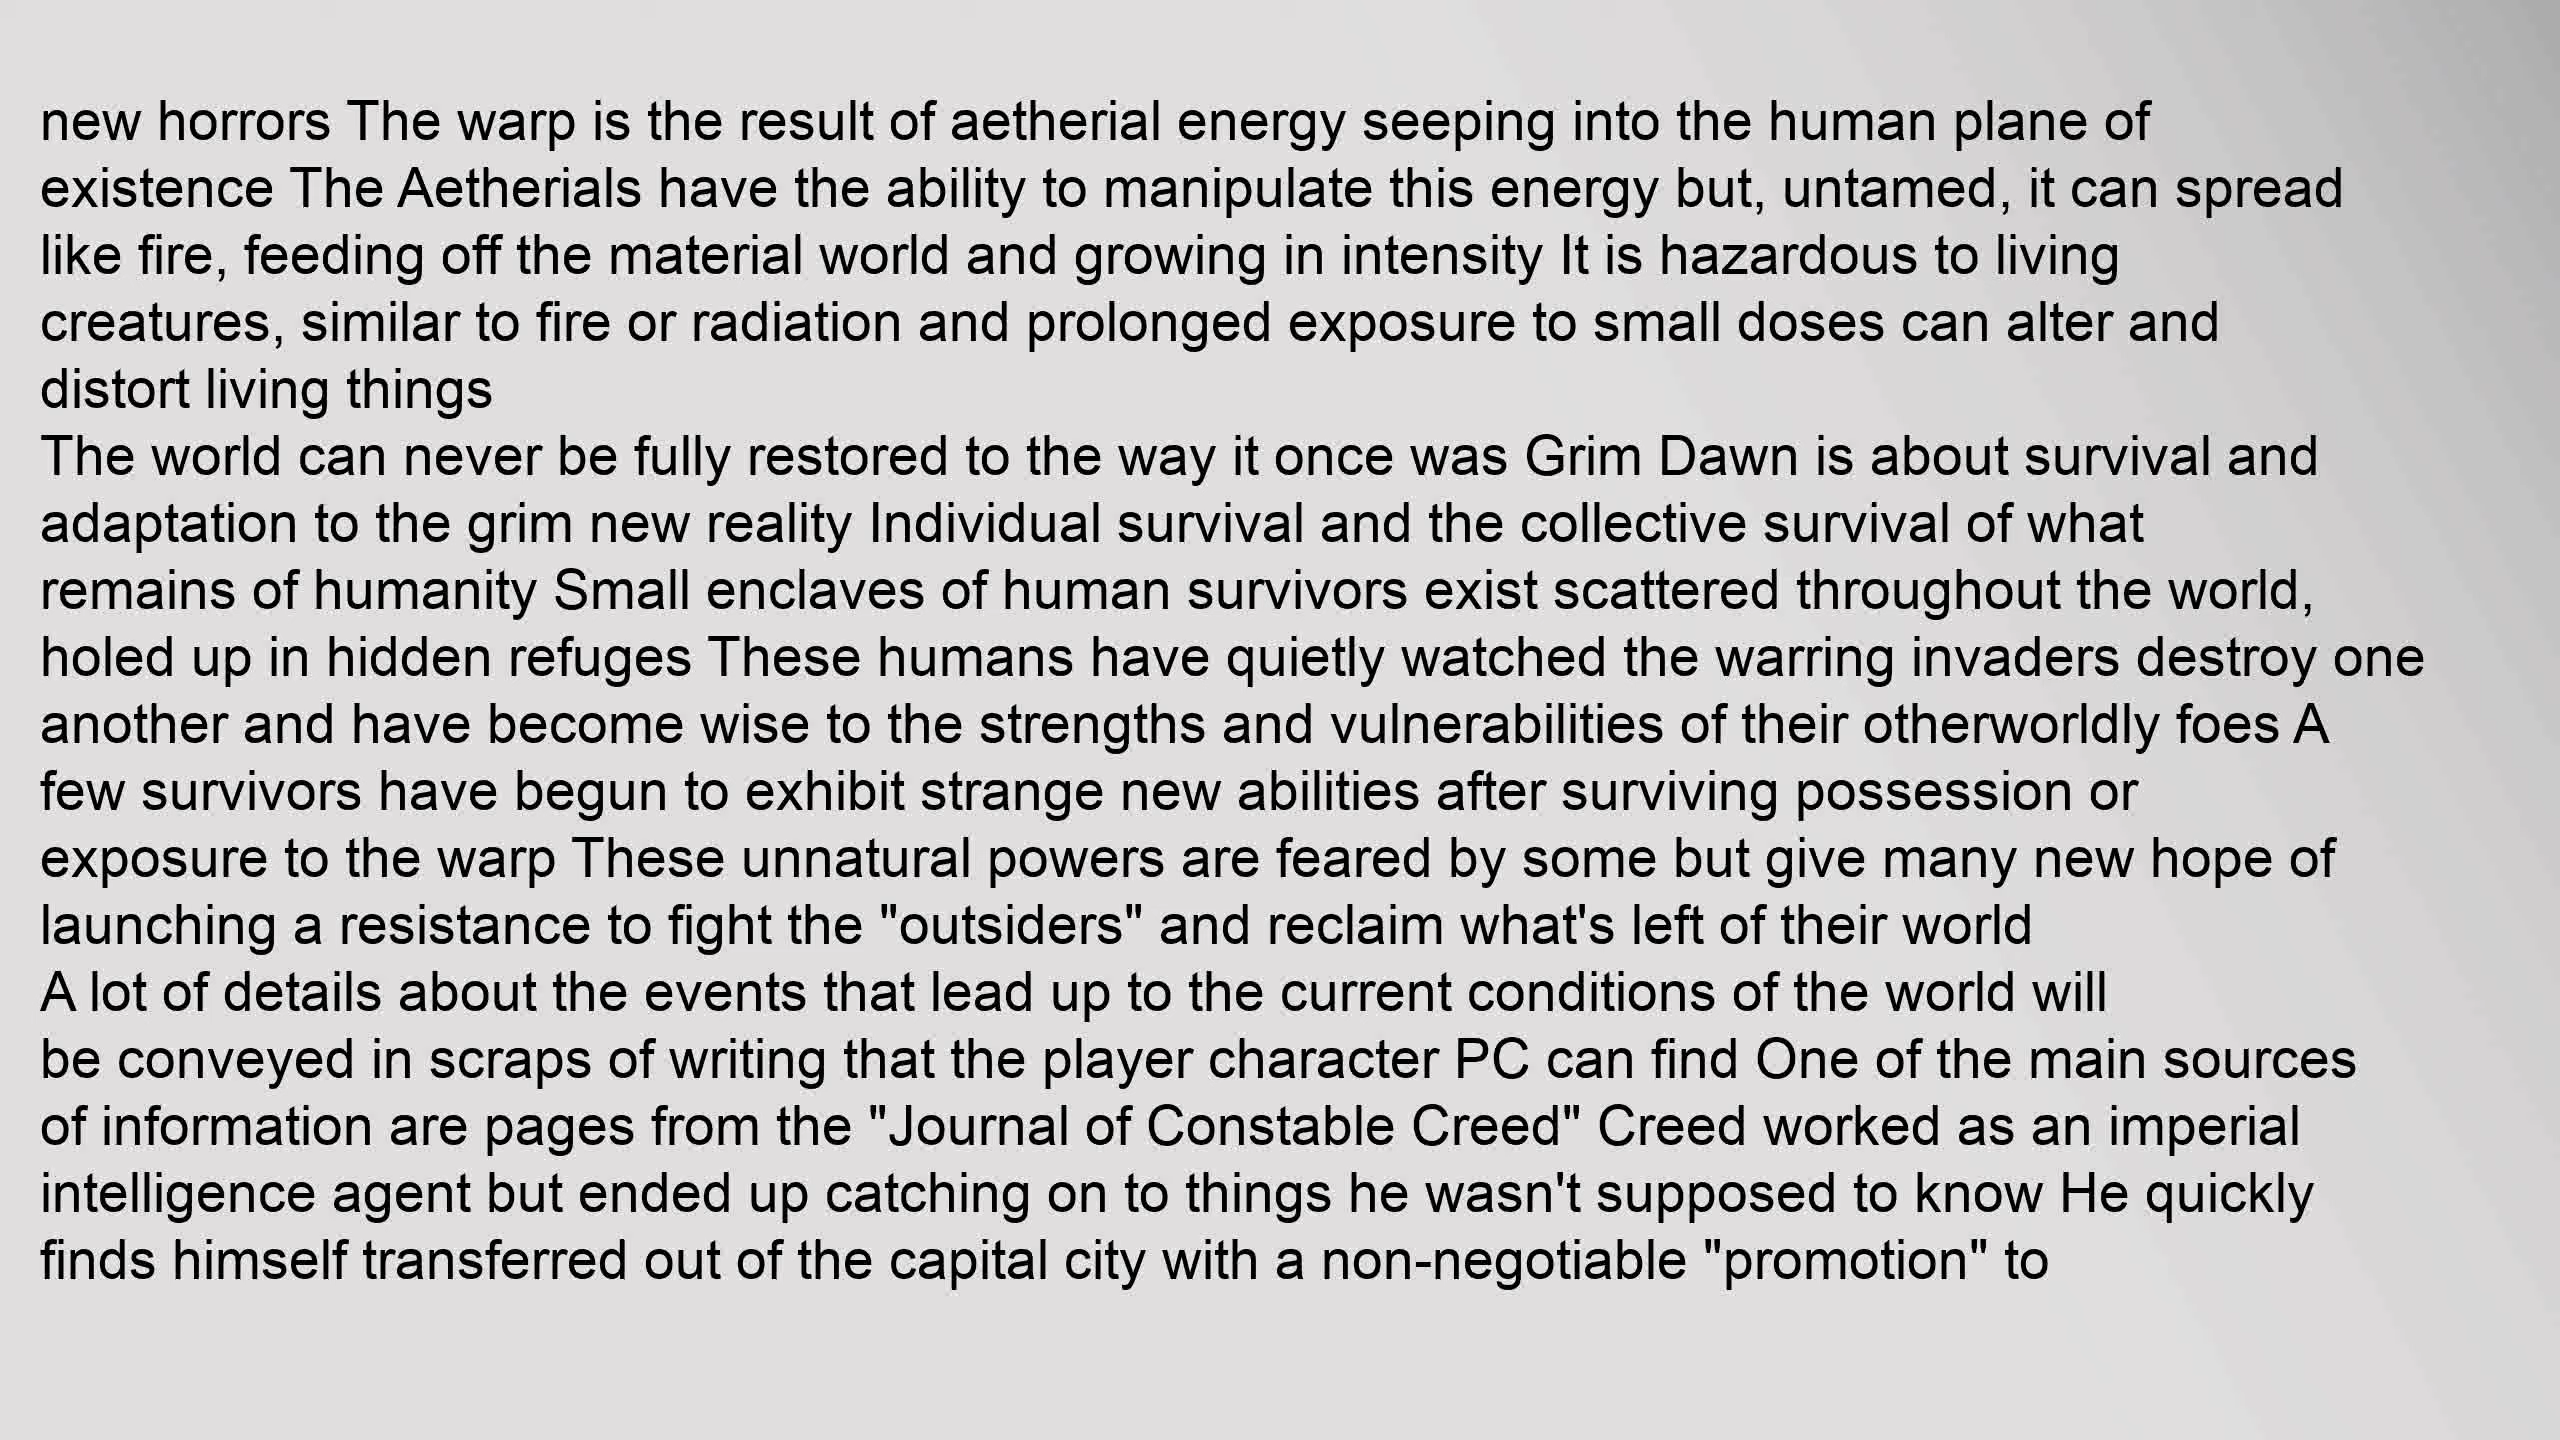 new horrors The warp is the result of aetherial energy seeping into the human plane of
existence The Aetherials have the ability to manipulate this energy but, untamed, it can spread
like fire, feeding off the material world and growing in intensity It is hazardous to living
creatures, similar to fire or radiation and prolonged exposure to small doses can alter and
distort living things
The world can never be fully restored to the way it once was Grim Dawn is about survival and
adaptation to the grim new reality Individual survival and the collective survival of what
remains of humanity Small enclaves of human survivors exist scattered throughout the world,
holed up in hidden refuges These humans have quietly watched the warring invaders destroy one
another and have become wise to the strengths and vulnerabilities of their otherworldly foes A
few survivors have begun to exhibit strange new abilities after surviving possession or
exposure to the warp These unnatural powers are feared by some but give many new hope of
launching a resistance to fight the "outsiders" and reclaim what's left of their world
A lot of details about the events that lead up to the current conditions of the world will
be conveyed in scraps of writing that the player character PC can find One of the main sources
of information are pages from the "Journal of Constable Creed" Creed worked as an imperial
intelligence agent but ended up catching on to things he wasn't supposed to know He quickly
finds himself transferred out of the capital city with a non-negotiable "promotion" to